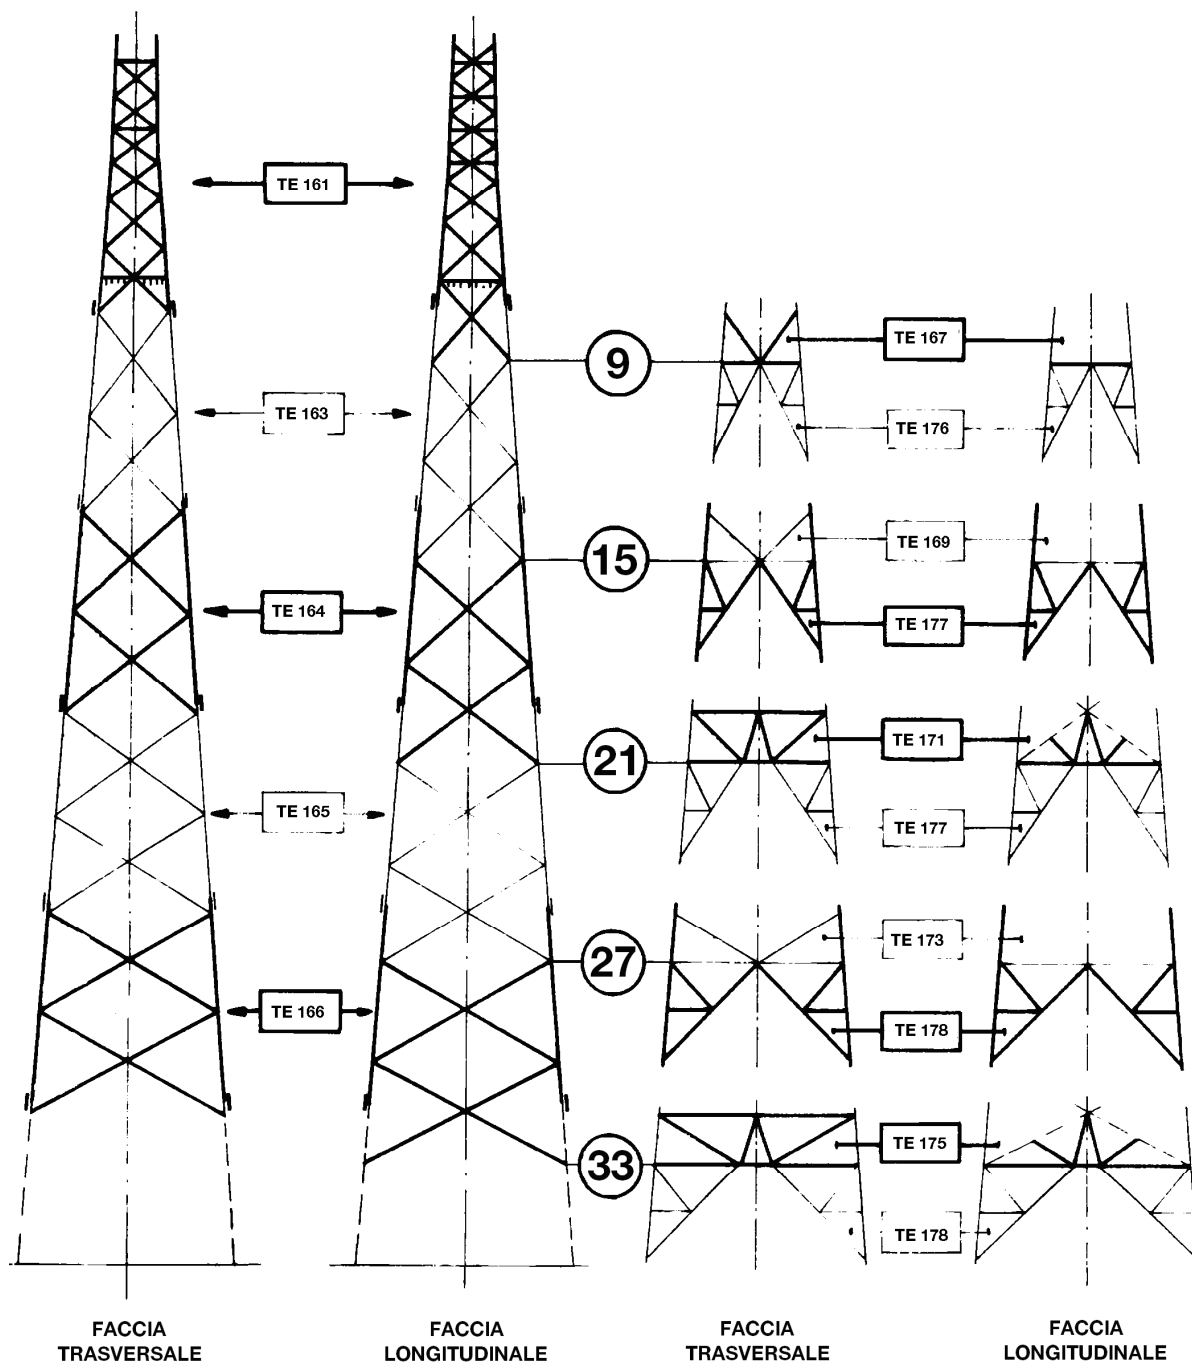 TE 161
TE 163
9
TE 167
TE 176
15
TE 169
TE 164
TE 177
21
TE 171
TE 165
TE 177
27
TE 173
TE 166
TE 178
33
TE 175
TE 178
FACCIA
TRASVERSALE
FACCIA
LONGITUDINALE
FACCIA
TRASVERSALE
FACCIA
LONGITUDINALE